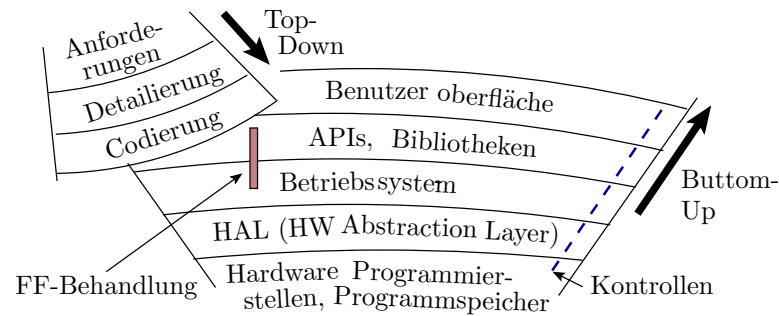 Anforde-
rungen
Detailierung
Codierung
Top-
Down
Benutzer oberfläche
APIs, Bibliotheken
Betriebssystem
HAL (HW Abstraction Layer)
Hardware Programmier-
stellen, Programmspeicher
Buttom-
Up
FF-Behandlung
Kontrollen